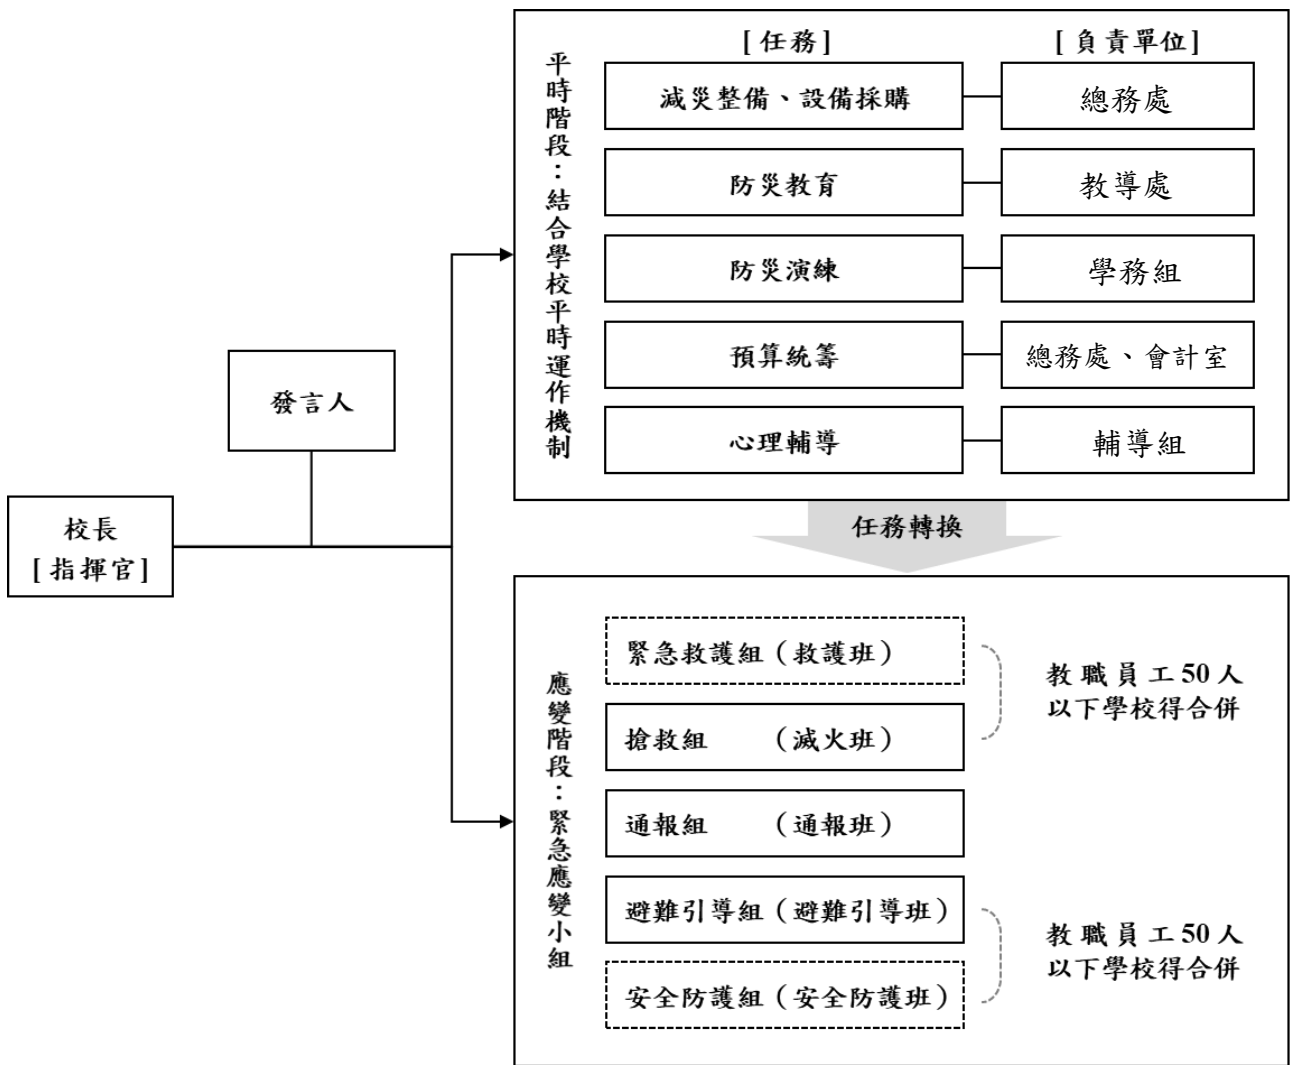 [任務]
[負責單位]
平時階段：結合學校平時運作機制
減災整備、設備採購
總務處
防災教育
教導處
防災演練
學務組
預算統籌
總務處、會計室
心理輔導
輔導組
發言人
校長
[指揮官]
任務轉換
應變階段：緊急應變小組
緊急救護組（救護班）
搶救組　　（滅火班）
教職員工50人
以下學校得合併
通報組　　（通報班）
避難引導組（避難引導班）
安全防護組（安全防護班）
教職員工50人
以下學校得合併